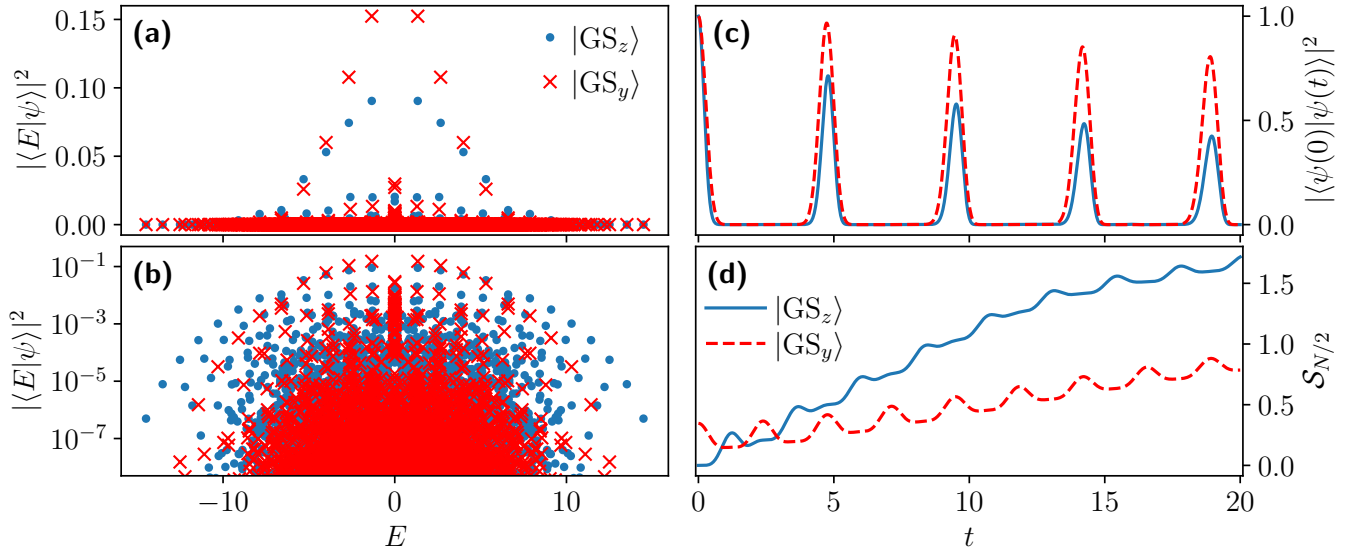 (a)
|GS_z⟩
|GS_y⟩
|⟨E|ψ⟩|²
0.15
0.10
0.05
0.00
(b)
|⟨E|ψ⟩|²
10⁻¹
10⁻³
10⁻⁵
10⁻⁷
−10
0
10
E
(c)
|⟨ψ(0)|ψ(t)⟩|²
1.0
0.5
0.0
(d)
|GS_z⟩
|GS_y⟩
S_{N/2}
1.5
1.0
0.5
0.0
0
5
10
15
20
t